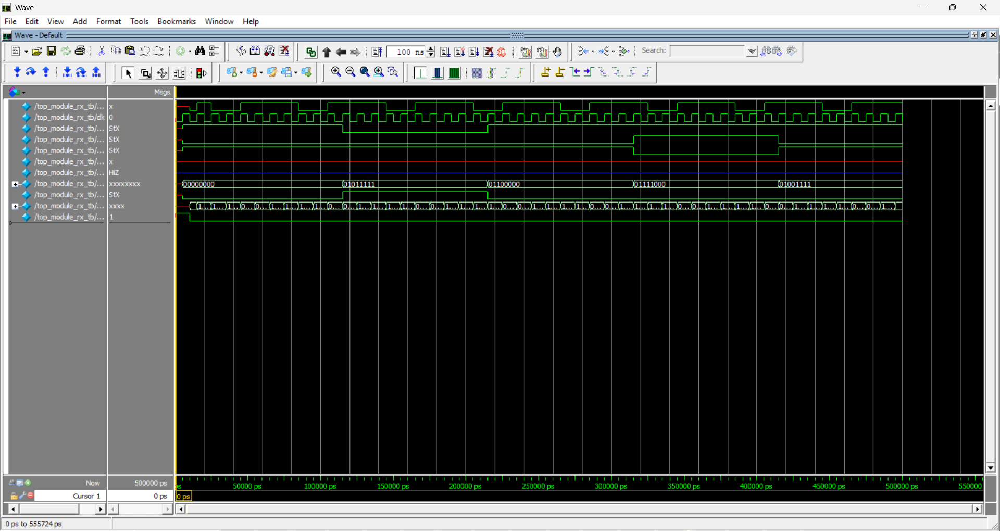 Wave
File Edit View Add Format Tools Bookmarks Window Help
Wave - Default
100 ns
Search:
Msgs
/top_module_rx_tb/... x
/top_module_rx_tb/clk 0
/top_module_rx_tb/... StX
/top_module_rx_tb/... StX
/top_module_rx_tb/... StX
/top_module_rx_tb/... x
/top_module_rx_tb/... HiZ
/top_module_rx_tb/... xxxxxxxx 00000000 01011111 01100000 01111000 01001111
/top_module_rx_tb/... StX
/top_module_rx_tb/... xxxx 1... 1... 1... 0... 0... 1... 1... 1... 1... 0... 0... 1... 1... 1... 1... 0... 0... 1... 1... 1... 1... 0... 0... 1... 1... 1... 1... 0... 0... 1... 1... 1... 1... 0... 0... 1... 1... 1... 1... 0... 0... 1... 1... 1... 1... 0... 0... 1...
/top_module_rx_tb/... 1
Now 500000 ps
ps 50000 ps 100000 ps 150000 ps 200000 ps 250000 ps 300000 ps 350000 ps 400000 ps 450000 ps 500000 ps 550000
Cursor 1 0 ps 0 ps
0 ps to 555724 ps